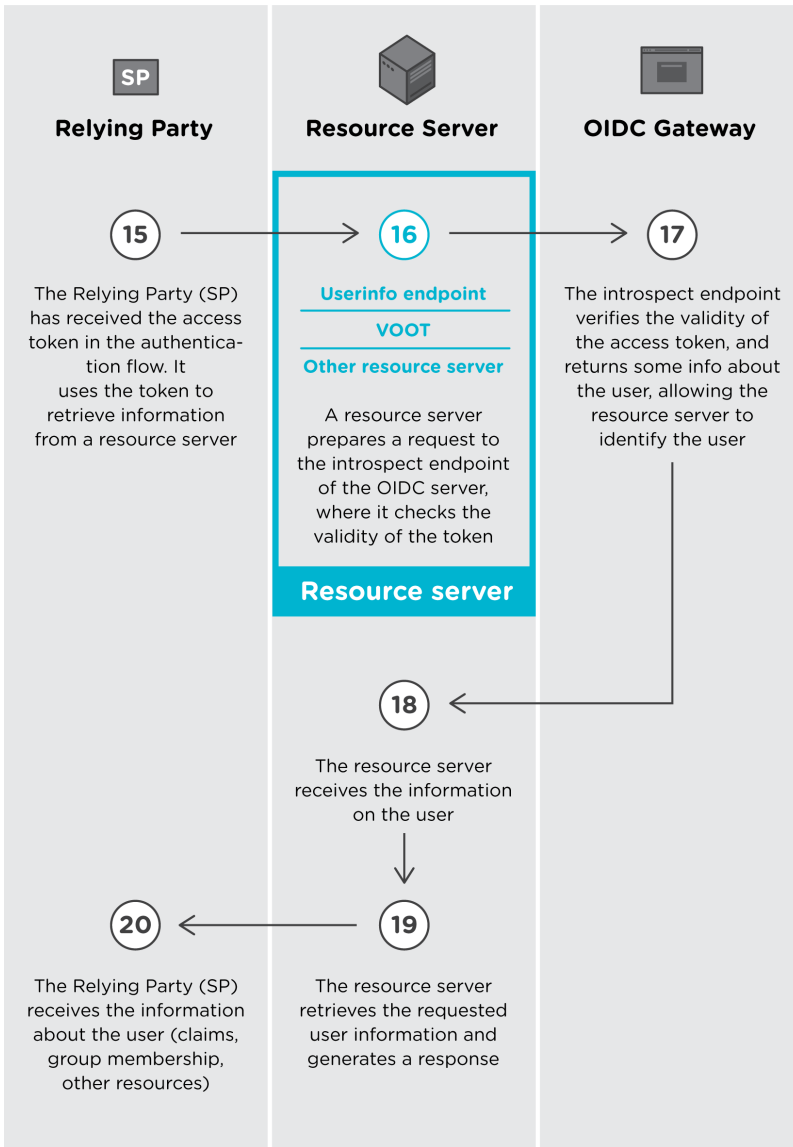 SP
Relying Party
Resource Server
OIDC Gateway
15
The Relying Party (SP)
has received the access
token in the authentica-
tion flow. It
uses the token to
retrieve information
from a resource server
16
Userinfo endpoint
VOOT
Other resource server
A resource server
prepares a request to
the introspect endpoint
of the OIDC server,
where it checks the
validity of the token
Resource server
17
The introspect endpoint
verifies the validity of
the access token, and
returns some info about
the user, allowing the
resource server to
identify the user
18
The resource server
receives the information
on the user
19
The resource server
retrieves the requested
user information and
generates a response
20
The Relying Party (SP)
receives the information
about the user (claims,
group membership,
other resources)